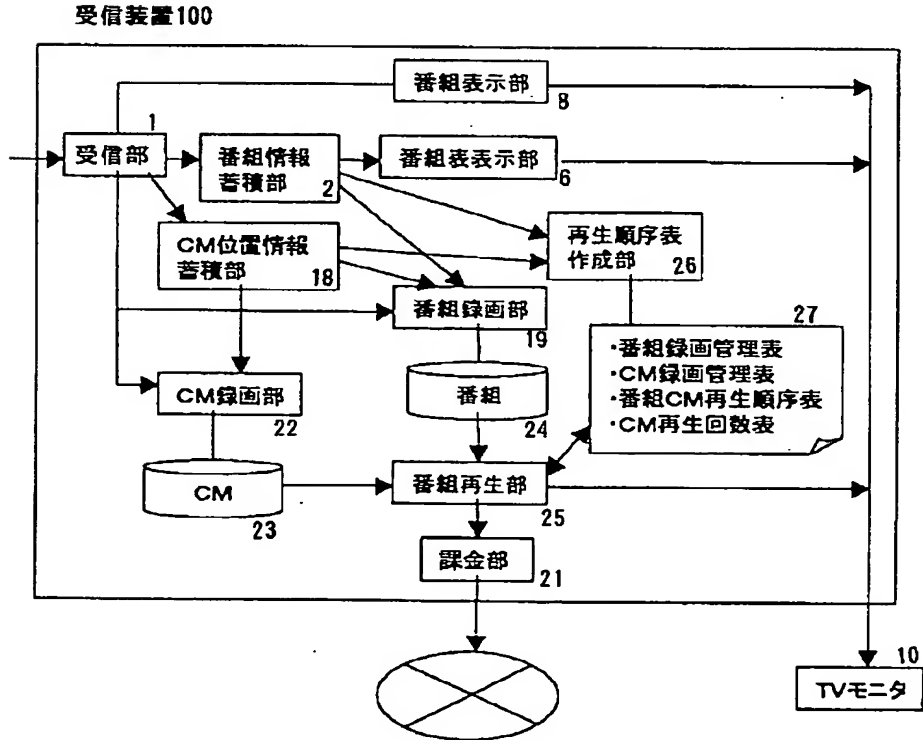 受信装置100
番組表示部
8
1
受信部
番組情報
蓄積部
2
番組表表示部
6
CM位置情報
蓄積部
18
再生順序表
作成部
26
番組録画部
19
27
・番組録画管理表
・CM録画管理表
・番組CM再生順序表
・CM再生回数表
CM録画部
22
番組
24
CM
23
番組再生部
25
課金部
21
10
TVモニタ